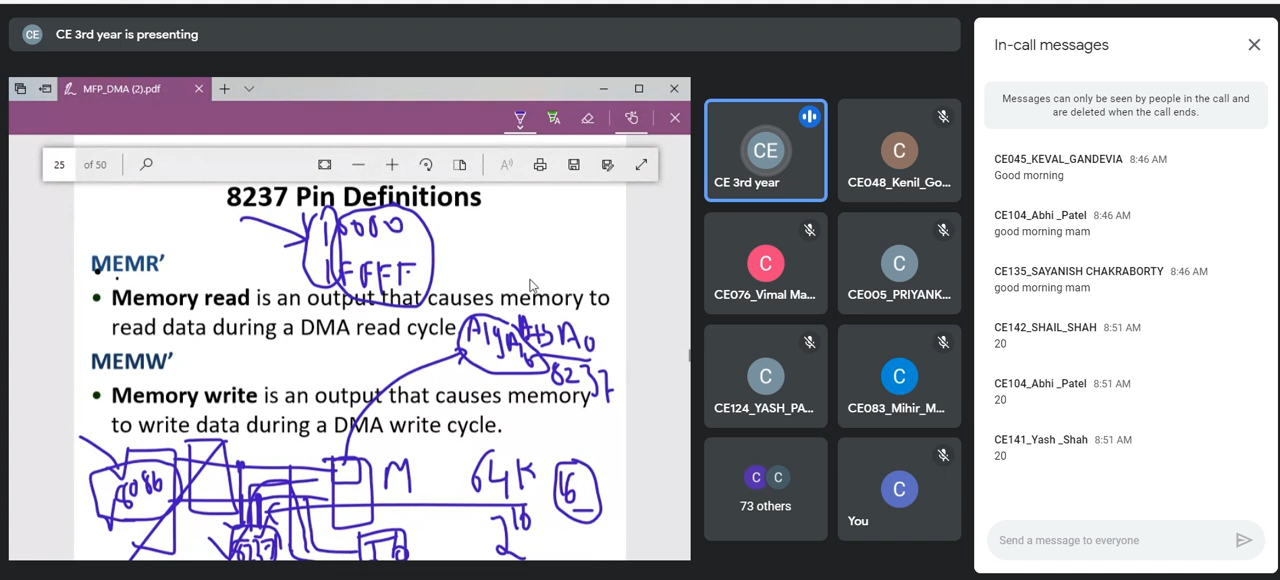 CE CE 3rd year is presenting
MFP_DMA (2).pdf
25 of 50
8237 Pin Definitions
10000
1FFFF
MEMR’
• Memory read is an output that causes memory to
read data during a DMA read cycle.
A19 A16 A15 A0
8237
MEMW’
• Memory write is an output that causes memory
to write data during a DMA write cycle.
8086 M 64K 16
2^16
8237 I/O
CE
CE 3rd year
C
CE048_Kenil_Go...
C
CE076_Vimal Ma...
C
CE005_PRIYANK...
C
CE124_YASH_PA...
C
CE083_Mihir_M...
C C
73 others
C
You
In-call messages
Messages can only be seen by people in the call and
are deleted when the call ends.
CE045_KEVAL_GANDEVIA 8:46 AM
Good morning
CE104_Abhi _Patel 8:46 AM
good morning mam
CE135_SAYANISH CHAKRABORTY 8:46 AM
good morning mam
CE142_SHAIL_SHAH 8:51 AM
20
CE104_Abhi _Patel 8:51 AM
20
CE141_Yash _Shah 8:51 AM
20
Send a message to everyone